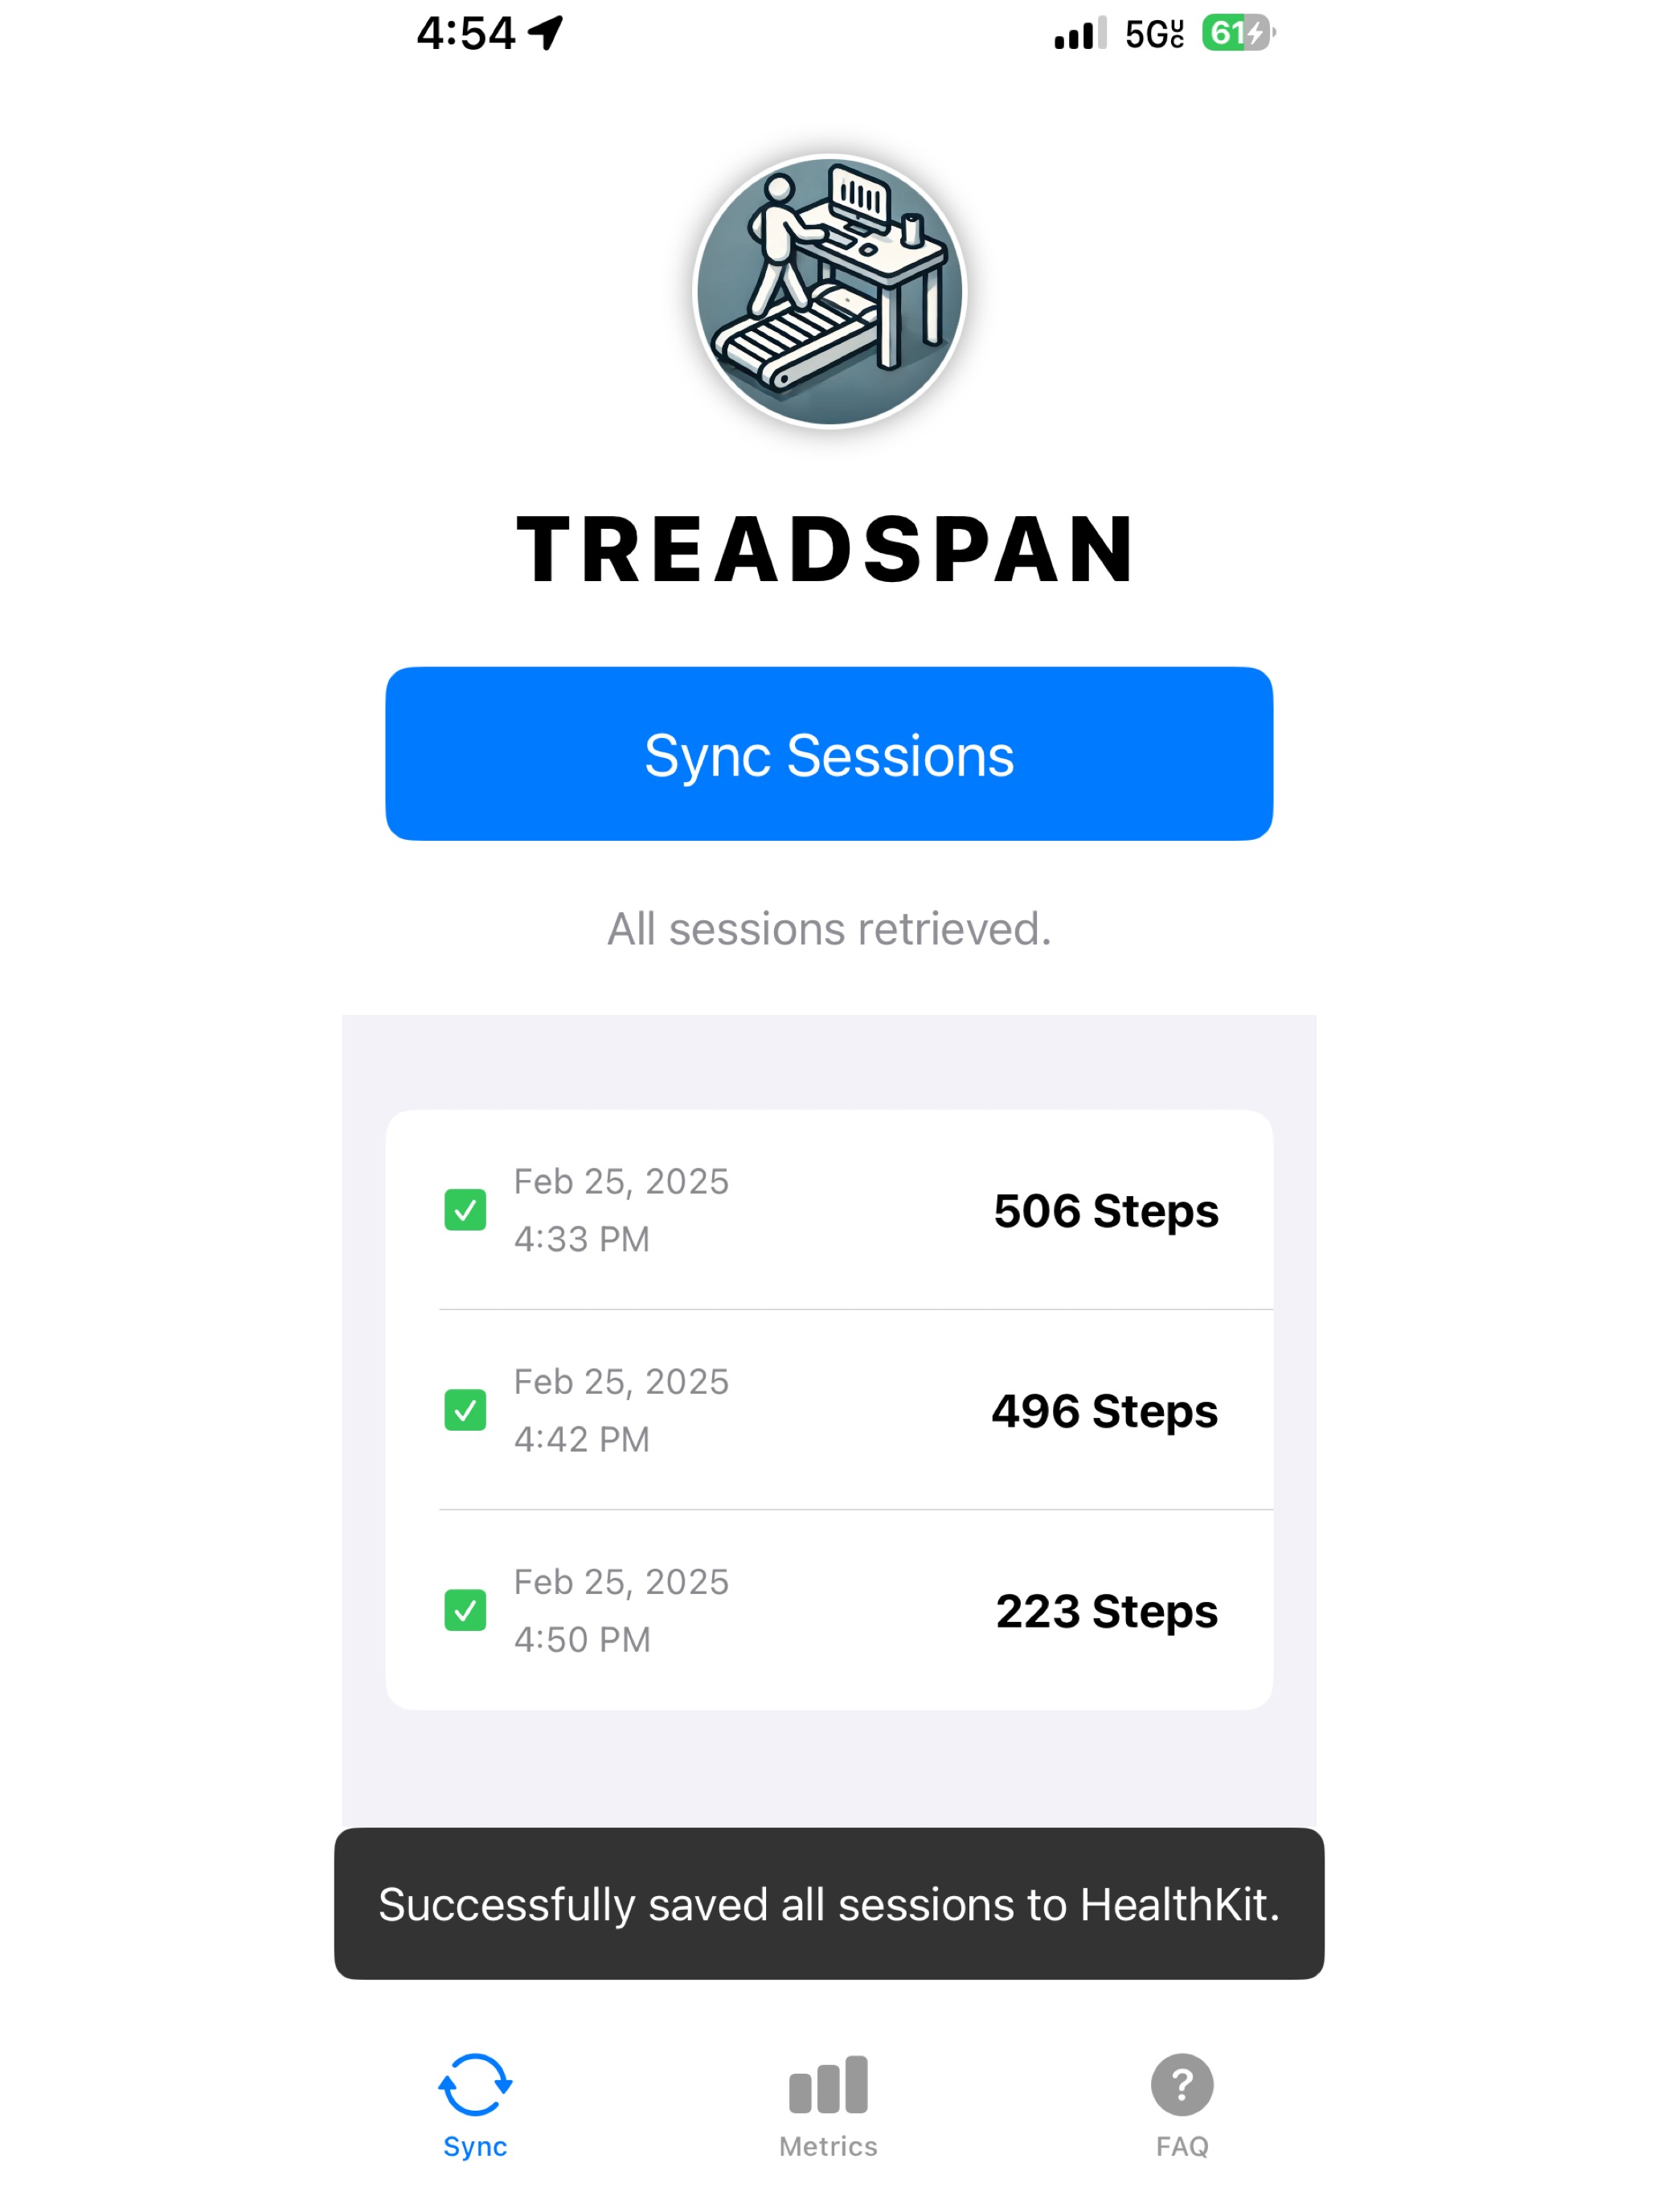 4:54 5GUC 61
TREADSPAN
Sync Sessions
All sessions retrieved.
Feb 25, 2025
4:33 PM
506 Steps
Feb 25, 2025
4:42 PM
496 Steps
Feb 25, 2025
4:50 PM
223 Steps
Successfully saved all sessions to HealthKit.
Sync Metrics FAQ